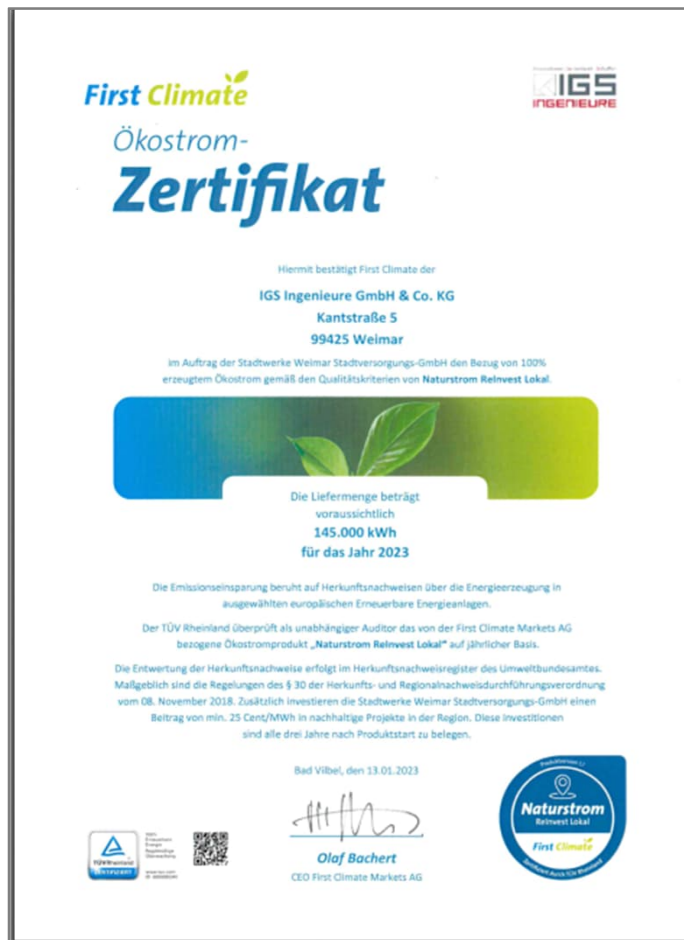 First Climate
IGS
INGENIEURE
Ökostrom-
Zertifikat
Hiermit bestätigt First Climate der
IGS Ingenieure GmbH & Co. KG
Kantstraße 5
99425 Weimar
im Auftrag der Stadtwerke Weimar Stadtversorgungs-GmbH den Bezug von 100%
erzeugtem Ökostrom gemäß den Qualitätskriterien von Naturstrom ReInvest Lokal.
Die Liefermenge beträgt
voraussichtlich
145.000 kWh
für das Jahr 2023
Die Emissionseinsparung beruht auf Herkunftsnachweisen über die Energieerzeugung in
ausgewählten europäischen Erneuerbare Energieanlagen.
Der TÜV Rheinland überprüft als unabhängiger Auditor das von der First Climate Markets AG
bezogene Ökostromprodukt „Naturstrom ReInvest Lokal" auf jährlicher Basis.
Die Entwertung der Herkunftsnachweise erfolgt im Herkunftsnachweisregister des Umweltbundesamtes.
Maßgeblich sind die Regelungen des § 30 der Herkunfts- und Regionalnachweisdurchführungsverordnung
vom 08. November 2018. Zusätzlich investieren die Stadtwerke Weimar Stadtversorgungs-GmbH einen
Beitrag von min. 25 Cent/MWh in nachhaltige Projekte in der Region. Diese Investitionen
sind alle drei Jahre nach Produktstart zu belegen.
Bad Vilbel, den 13.01.2023
Olaf Bachert
CEO First Climate Markets AG
TÜVRheinland
Naturstrom
ReInvest Lokal
First Climate
Zertifiziert durch TÜV Rheinland